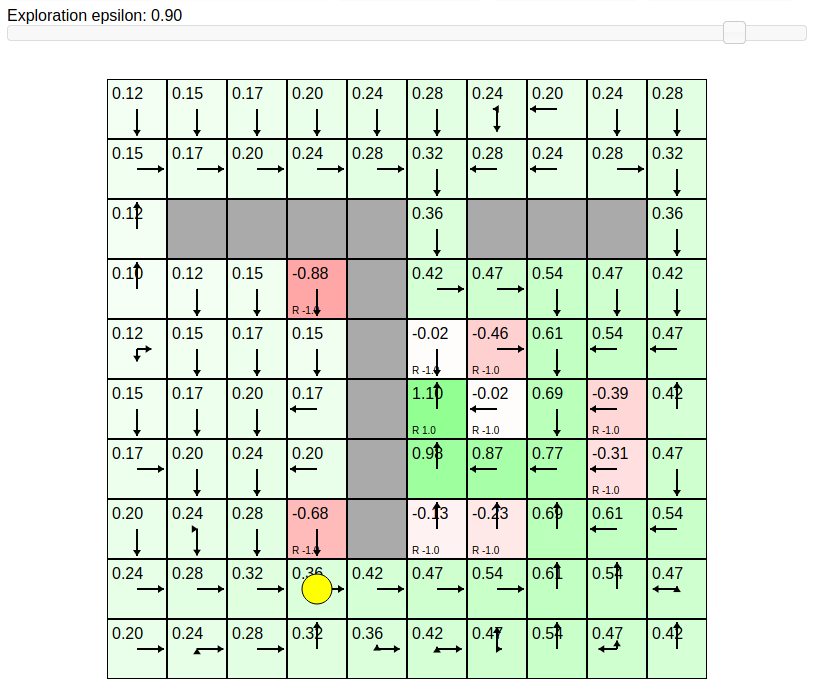 Exploration epsilon: 0.90
0.12 0.15 0.17 0.20 0.24 0.28 0.24 0.20 0.24 0.28
0.15 0.17 0.20 0.24 0.28 0.32 0.28 0.24 0.28 0.32
0.12 0.36 0.36
0.10 0.12 0.15 -0.88 0.42 0.47 0.54 0.47 0.42
R -1.0
0.12 0.15 0.17 0.15 -0.02 -0.46 0.61 0.54 0.47
R -1.0 R -1.0
0.15 0.17 0.20 0.17 1.10 -0.02 0.69 -0.39 0.42
R 1.0 R -1.0 R -1.0
0.17 0.20 0.24 0.20 0.98 0.87 0.77 -0.31 0.47
R -1.0
0.20 0.24 0.28 -0.68 -0.13 -0.23 0.69 0.61 0.54
R -1.0 R -1.0 R -1.0
0.24 0.28 0.32 0.36 0.42 0.47 0.54 0.61 0.54 0.47
0.20 0.24 0.28 0.32 0.36 0.42 0.47 0.54 0.47 0.42